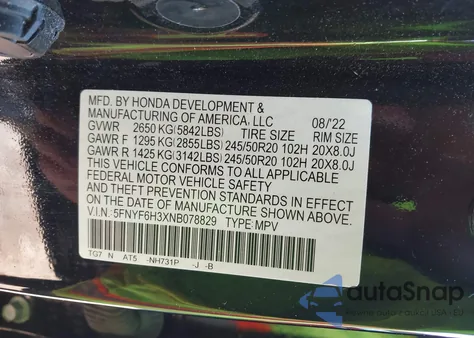 MFD. BY HONDA DEVELOPMENT &
MANUFACTURING OF AMERICA, LLC 08/'22
GVWR 2650 KG(5842LBS) TIRE SIZE RIM SIZE
GAWR F 1295 KG(2855LBS) 245/50R20 102H 20X8.0J
GAWR R 1425 KG(3142LBS) 245/50R20 102H 20X8.0J
THIS VEHICLE CONFORMS TO ALL APPLICABLE
FEDERAL MOTOR VEHICLE SAFETY
AND THEFT PREVENTION STANDARDS IN EFFECT
ON THE DATE OF MANUFACTURE SHOWN ABOVE.
V.I.N.: 5FNYF6H3XNB078829 TYPE: MPV
TG7 N AT5 -NH731P -J -B
autoSnap